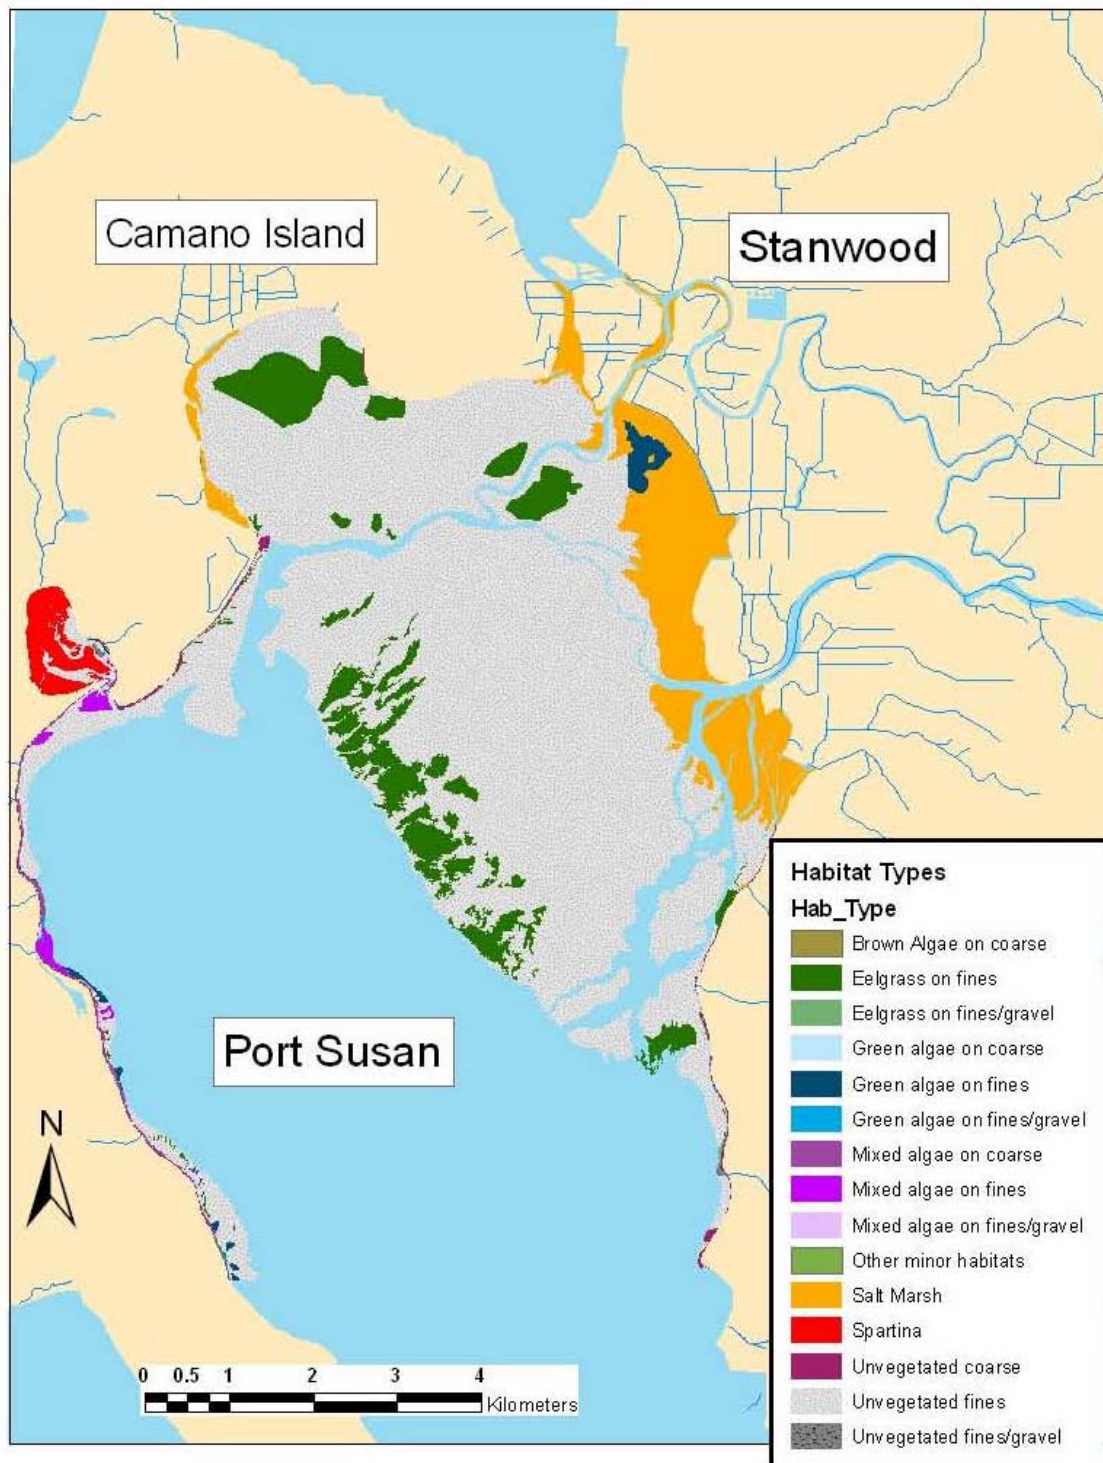 Camano Island
Stanwood
Port Susan
N
0 0.5 1 2 3 4
Kilometers
Habitat Types
Hab_Type
Brown Algae on coarse
Eelgrass on fines
Eelgrass on fines/gravel
Green algae on coarse
Green algae on fines
Green algae on fines/gravel
Mixed algae on coarse
Mixed algae on fines
Mixed algae on fines/gravel
Other minor habitats
Salt Marsh
Spartina
Unvegetated coarse
Unvegetated fines
Unvegetated fines/gravel